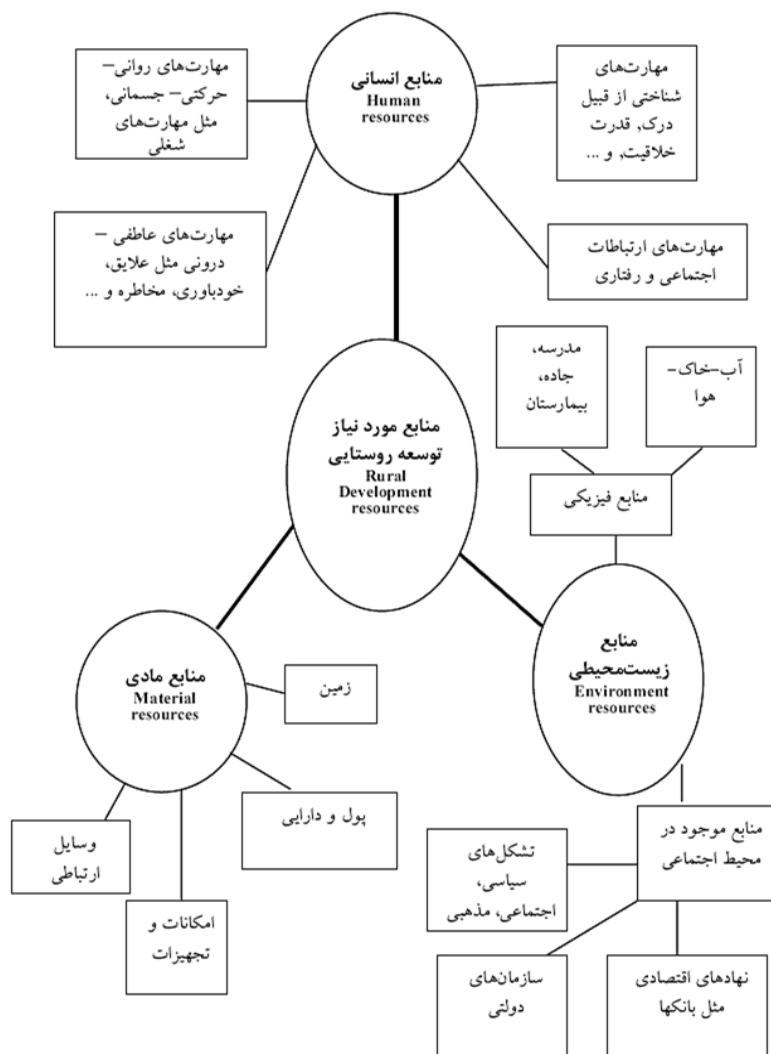 منابع انسانی
Human
resources
مهارت‌های
شناختی از قبیل
درک, قدرت
خلاقیت, و ...
مهارت‌های روانی–
حرکتی– جسمانی،
مثل مهارت‌های
شغلی
مهارت‌های ارتباطات
اجتماعی و رفتاری
مهارت‌های عاطفی –
درونی مثل علایق،
خودباوری، مخاطره و ...
منابع مورد نیاز
توسعه روستایی
Rural
Development
resources
آب–خاک–
هوا
مدرسه،
جاده،
بیمارستان
منابع فیزیکی
منابع
زیست‌محیطی
Environment
resources
منابع موجود در
محیط اجتماعی
تشکل‌های
سیاسی،
اجتماعی، مذهبی
نهادهای اقتصادی
مثل بانکها
سازمان‌های
دولتی
منابع مادی
Material
resources
زمین
پول و دارایی
امکانات و
تجهیزات
وسایل
ارتباطی